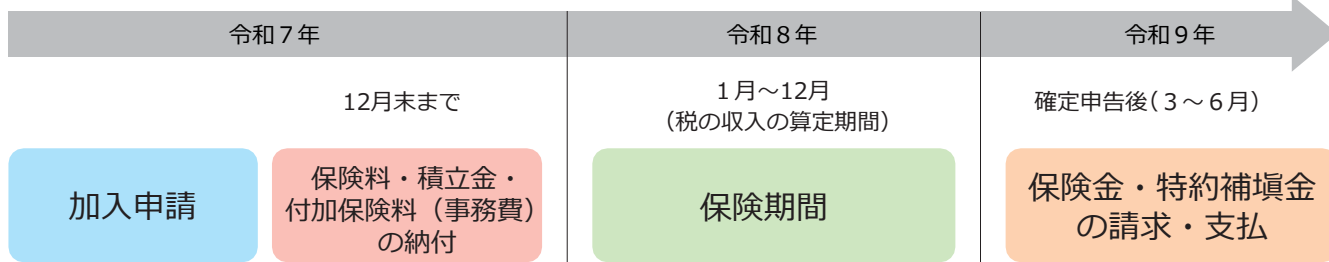 令和７年
令和８年
令和９年
12月末まで
１月～12月
（税の収入の算定期間）
確定申告後（３～６月）
加入申請
保険料・積立金・
付加保険料（事務費）
の納付
保険期間
保険金・特約補塡金
の請求・支払